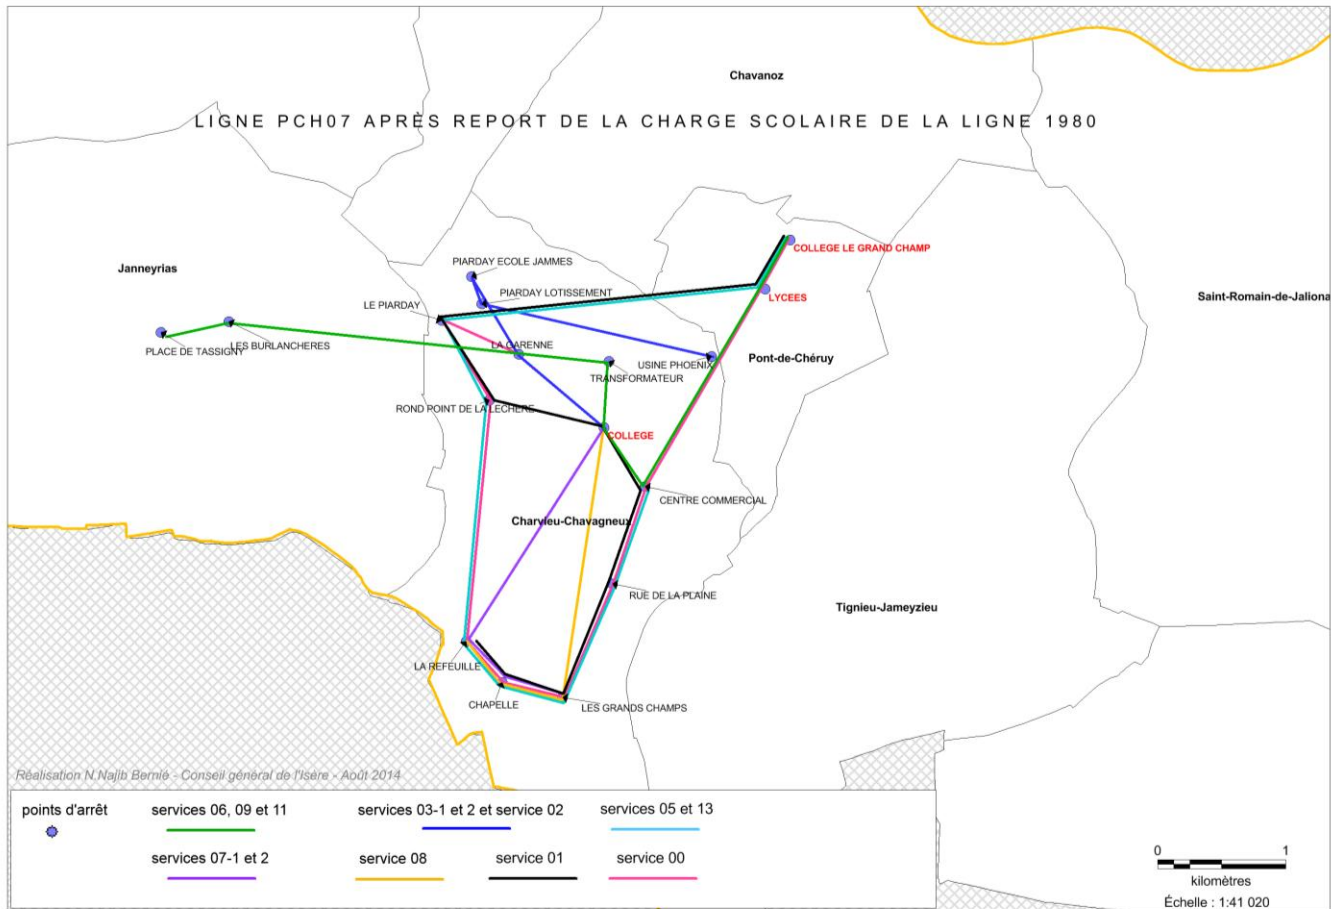 Chavanoz
LIGNE PCH07 APRÈS REPORT DE LA CHARGE SCOLAIRE DE LA LIGNE 1980
COLLEGE LE GRAND CHAMP
PIARDAY ECOLE JAMMES
Janneyrias
PIARDAY LOTISSEMENT
LYCEES
Saint-Romain-de-Jaliona
LE PIARDAY
LA GARENNE
PLACE DE TASSIGNY
LES BURLANCHERES
USINE PHOENIX
Pont-de-Chéruy
TRANSFORMATEUR
ROND POINT DE LA LECHERE
COLLEGE
CENTRE COMMERCIAL
Charvieu-Chavagneux
RUE DE LA PLAINE
Tignieu-Jameyzieu
LA REFEUILLE
CHAPELLE
LES GRANDS CHAMPS
Réalisation N.Najib Bernié - Conseil général de l'Isère - Août 2014
points d'arrêt
services 06, 09 et 11
services 03-1 et 2 et service 02
services 05 et 13
services 07-1 et 2
service 08
service 01
service 00
0 1
kilomètres
Échelle : 1:41 020